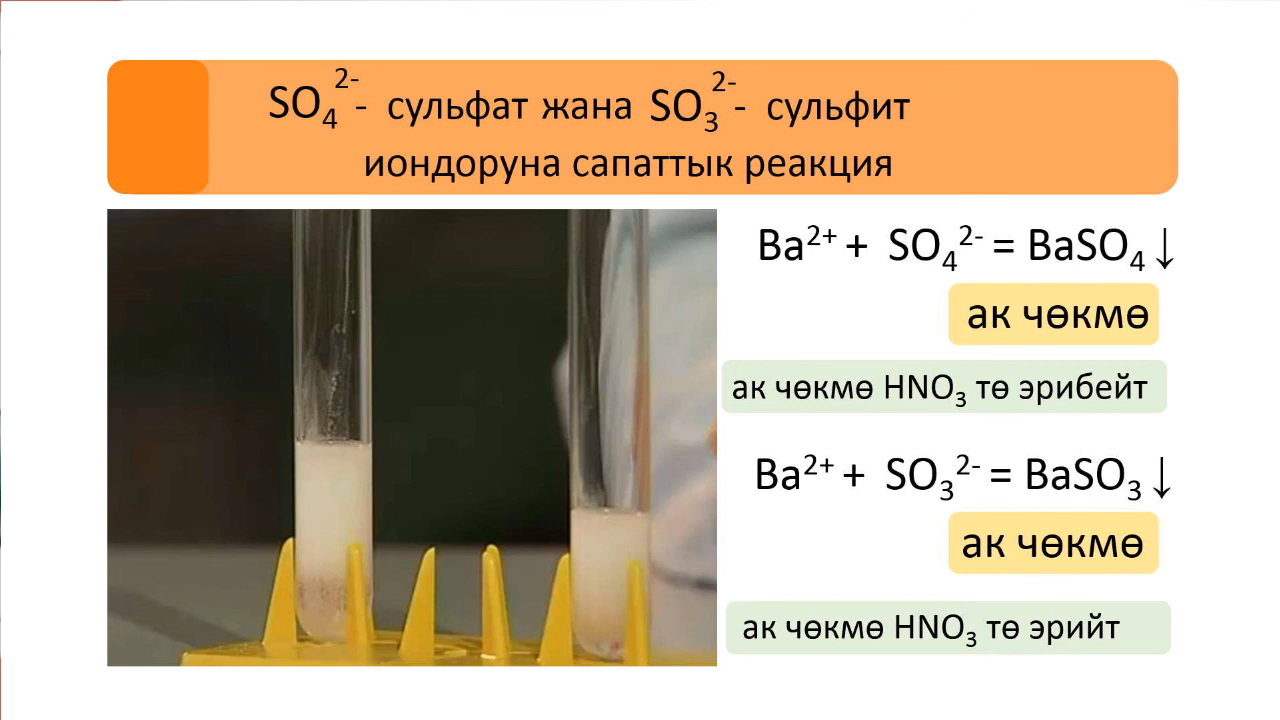 SO₄²⁻ - сульфат жана SO₃²⁻ - сульфит
иондоруна сапаттык реакция
Ba²⁺ + SO₄²⁻ = BaSO₄ ↓
ак чөкмө
ак чөкмө HNO₃ тө эрибейт
Ba²⁺ + SO₃²⁻ = BaSO₃ ↓
ак чөкмө
ак чөкмө HNO₃ тө эрийт